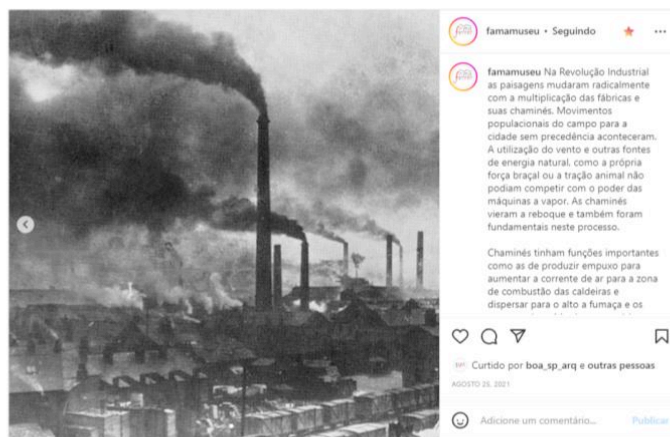 famamuseu • Seguindo
famamuseu Na Revolução Industrial
as paisagens mudaram radicalmente
com a multiplicação das fábricas e
suas chaminés. Movimentos
populacionais do campo para a
cidade sem precedência aconteceram.
A utilização do vento e outras fontes
de energia natural, como a própria
força braçal ou a tração animal não
podiam competir com o poder das
máquinas a vapor. As chaminés
vieram a reboque e também foram
fundamentais neste processo.
Chaminés tinham funções importantes
como as de produzir empuxo para
aumentar a corrente de ar para a zona
de combustão das caldeiras e
dispersar para o alto a fumaça e os
Curtido por boa_sp_arq e outras pessoas
AGOSTO 25, 2021
Adicione um comentário...
Publicar